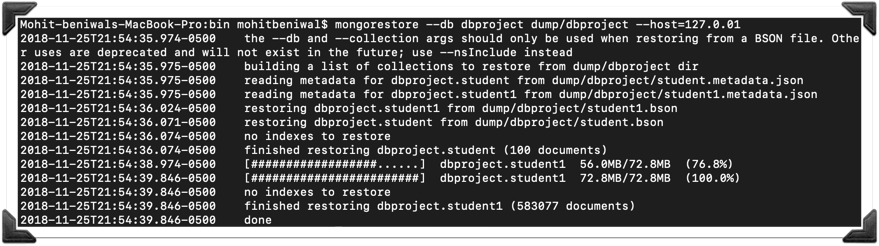 Mohit-beniwals-MacBook-Pro:bin mohitbeniwal$ mongorestore --db dbproject dump/dbproject --host=127.0.01
2018-11-25T21:54:35.974-0500    the --db and --collection args should only be used when restoring from a BSON file. Othe
r uses are deprecated and will not exist in the future; use --nsInclude instead
2018-11-25T21:54:35.975-0500    building a list of collections to restore from dump/dbproject dir
2018-11-25T21:54:35.975-0500    reading metadata for dbproject.student from dump/dbproject/student.metadata.json
2018-11-25T21:54:35.975-0500    reading metadata for dbproject.student1 from dump/dbproject/student1.metadata.json
2018-11-25T21:54:36.024-0500    restoring dbproject.student1 from dump/dbproject/student1.bson
2018-11-25T21:54:36.071-0500    restoring dbproject.student from dump/dbproject/student.bson
2018-11-25T21:54:36.074-0500    no indexes to restore
2018-11-25T21:54:36.074-0500    finished restoring dbproject.student (100 documents)
2018-11-25T21:54:38.974-0500    [##################......]  dbproject.student1  56.0MB/72.8MB  (76.8%)
2018-11-25T21:54:39.846-0500    [########################]  dbproject.student1  72.8MB/72.8MB  (100.0%)
2018-11-25T21:54:39.846-0500    no indexes to restore
2018-11-25T21:54:39.846-0500    finished restoring dbproject.student1 (583077 documents)
2018-11-25T21:54:39.846-0500    done